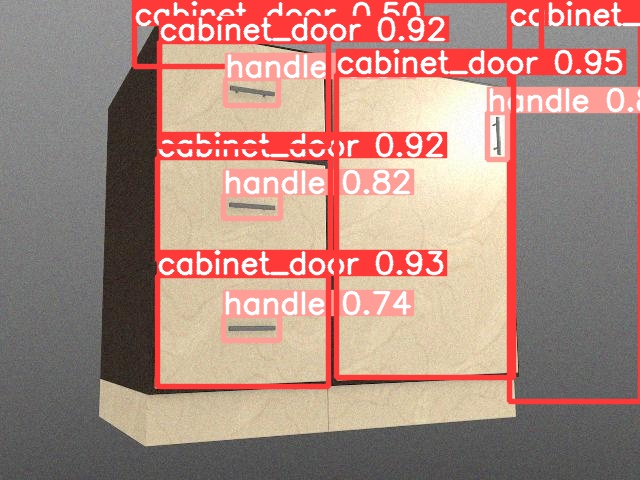 cabinet_door 0.50
cabinet_
cabinet_door 0.92
handle
cabinet_door 0.95
handle 0.8
cabinet_door 0.92
handle 0.82
cabinet_door 0.93
handle 0.74